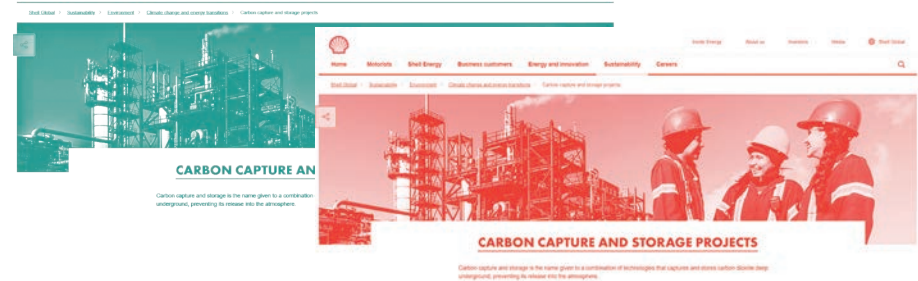 Shell Global Sustainability Environment Climate change and energy transitions Carbon capture and storage projects
CARBON CAPTURE AN
Carbon capture and storage is the name given to a combination
underground, preventing its release into the atmosphere.
Inside Energy About us Investors Media Shell Global
Home Motorists Shell Energy Business customers Energy and innovation Sustainability Careers
Shell Global Sustainability Environment Climate change and energy transitions Carbon capture and storage projects
CARBON CAPTURE AND STORAGE PROJECTS
Carbon capture and storage is the name given to a combination of technologies that captures and stores carbon dioxide deep
underground, preventing its release into the atmosphere.